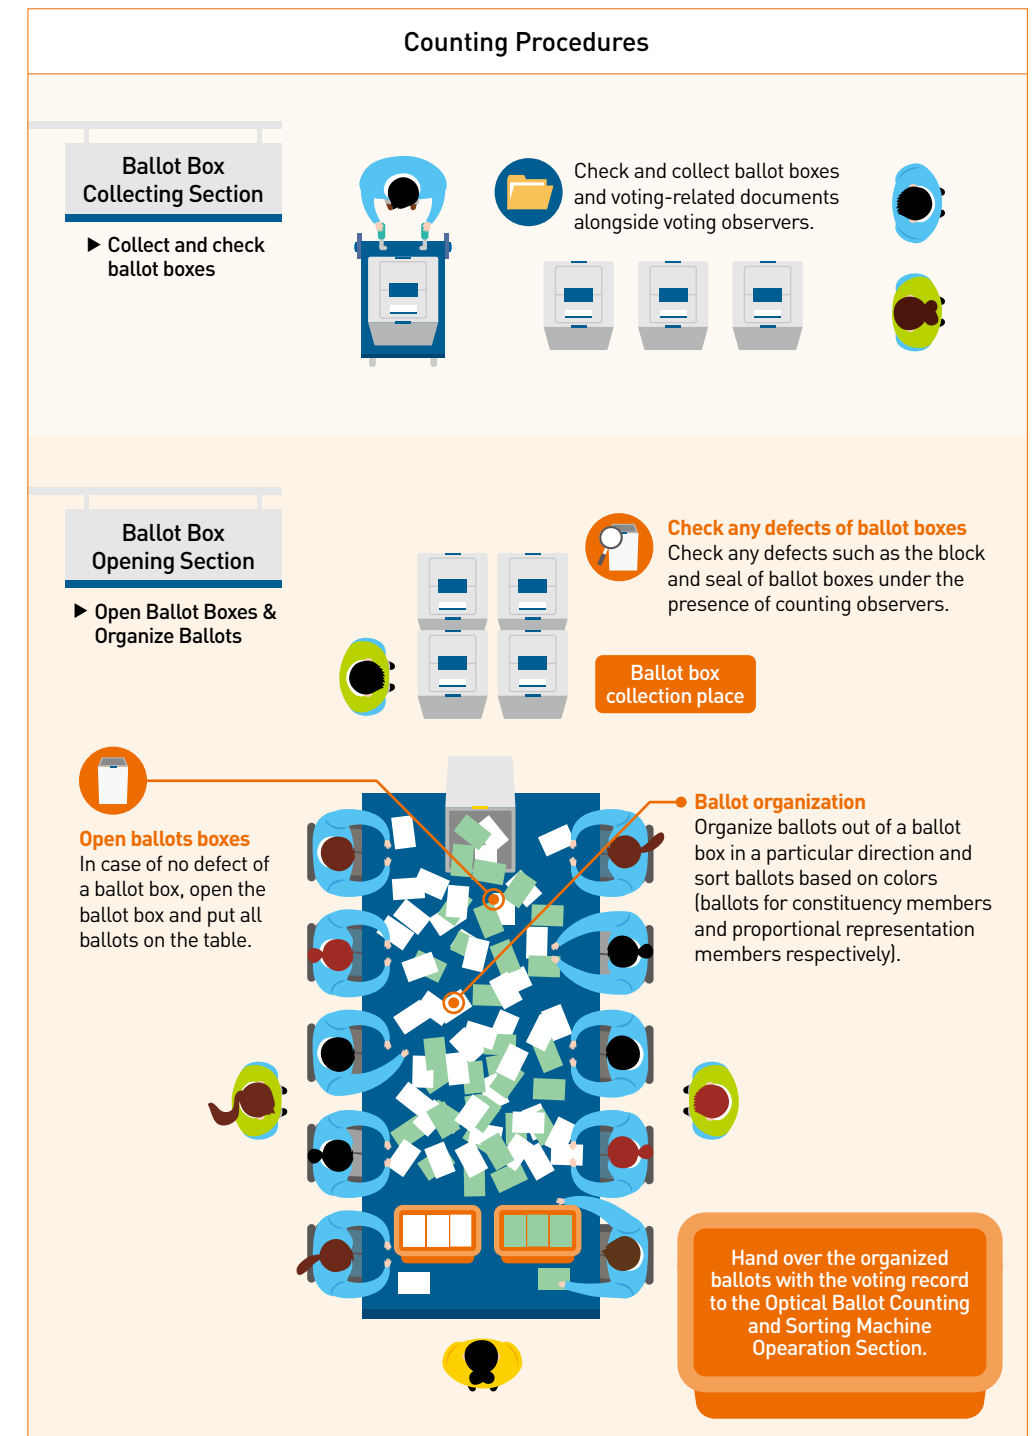 Counting Procedures
Ballot Box
Collecting Section
▶ Collect and check
ballot boxes
Check and collect ballot boxes
and voting-related documents
alongside voting observers.
Ballot Box
Opening Section
▶ Open Ballot Boxes &
Organize Ballots
Check any defects of ballot boxes
Check any defects such as the block
and seal of ballot boxes under the
presence of counting observers.
Ballot box
collection place
Open ballots boxes
In case of no defect of
a ballot box, open the
ballot box and put all
ballots on the table.
Ballot organization
Organize ballots out of a ballot
box in a particular direction and
sort ballots based on colors
(ballots for constituency members
and proportional representation
members respectively).
Hand over the organized
ballots with the voting record
to the Optical Ballot Counting
and Sorting Machine
Opearation Section.